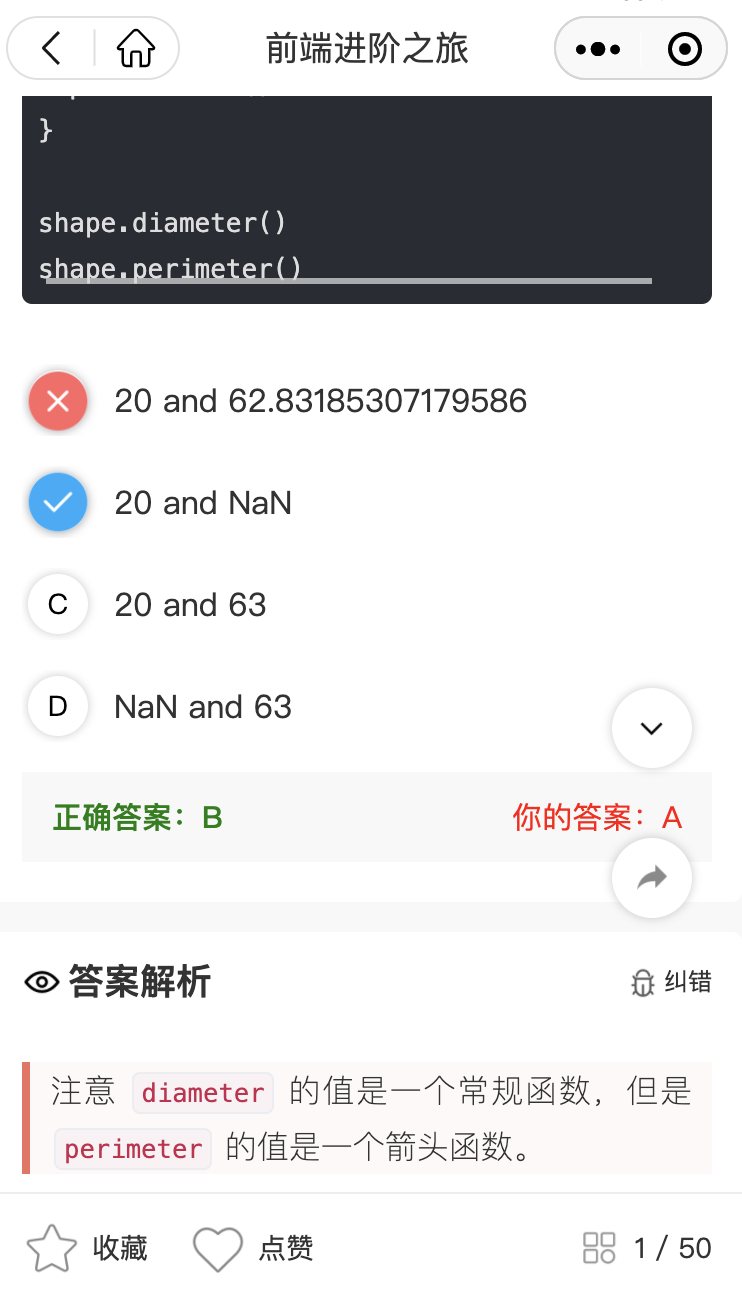 前端进阶之旅
}
shape.diameter()
shape.perimeter()
20 and 62.83185307179586
20 and NaN
C 20 and 63
D NaN and 63
正确答案：B 你的答案：A
答案解析 纠错
注意 diameter 的值是一个常规函数，但是
perimeter 的值是一个箭头函数。
收藏 点赞 1 / 50